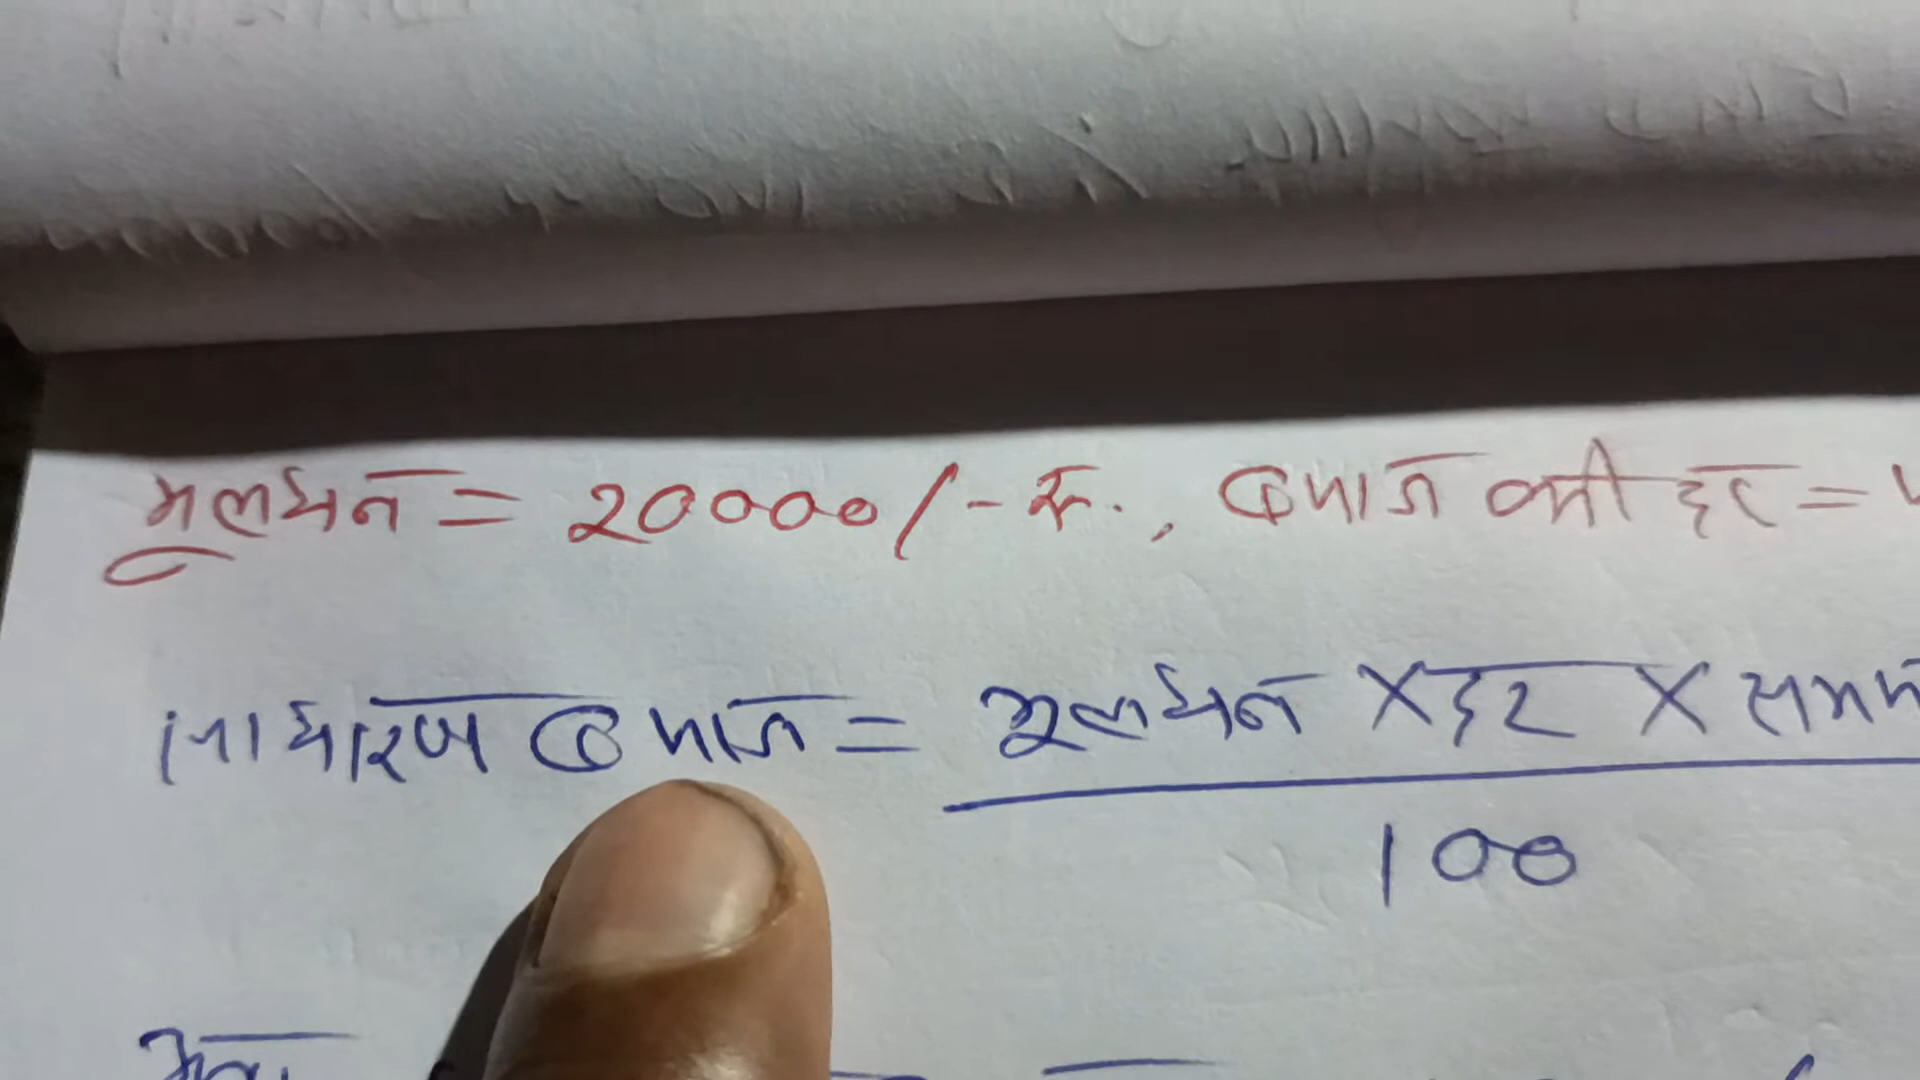 मूलधन = 20000/- रू., ब्याज की दर =
साधारण ब्याज = मूलधन × दर × समय
100